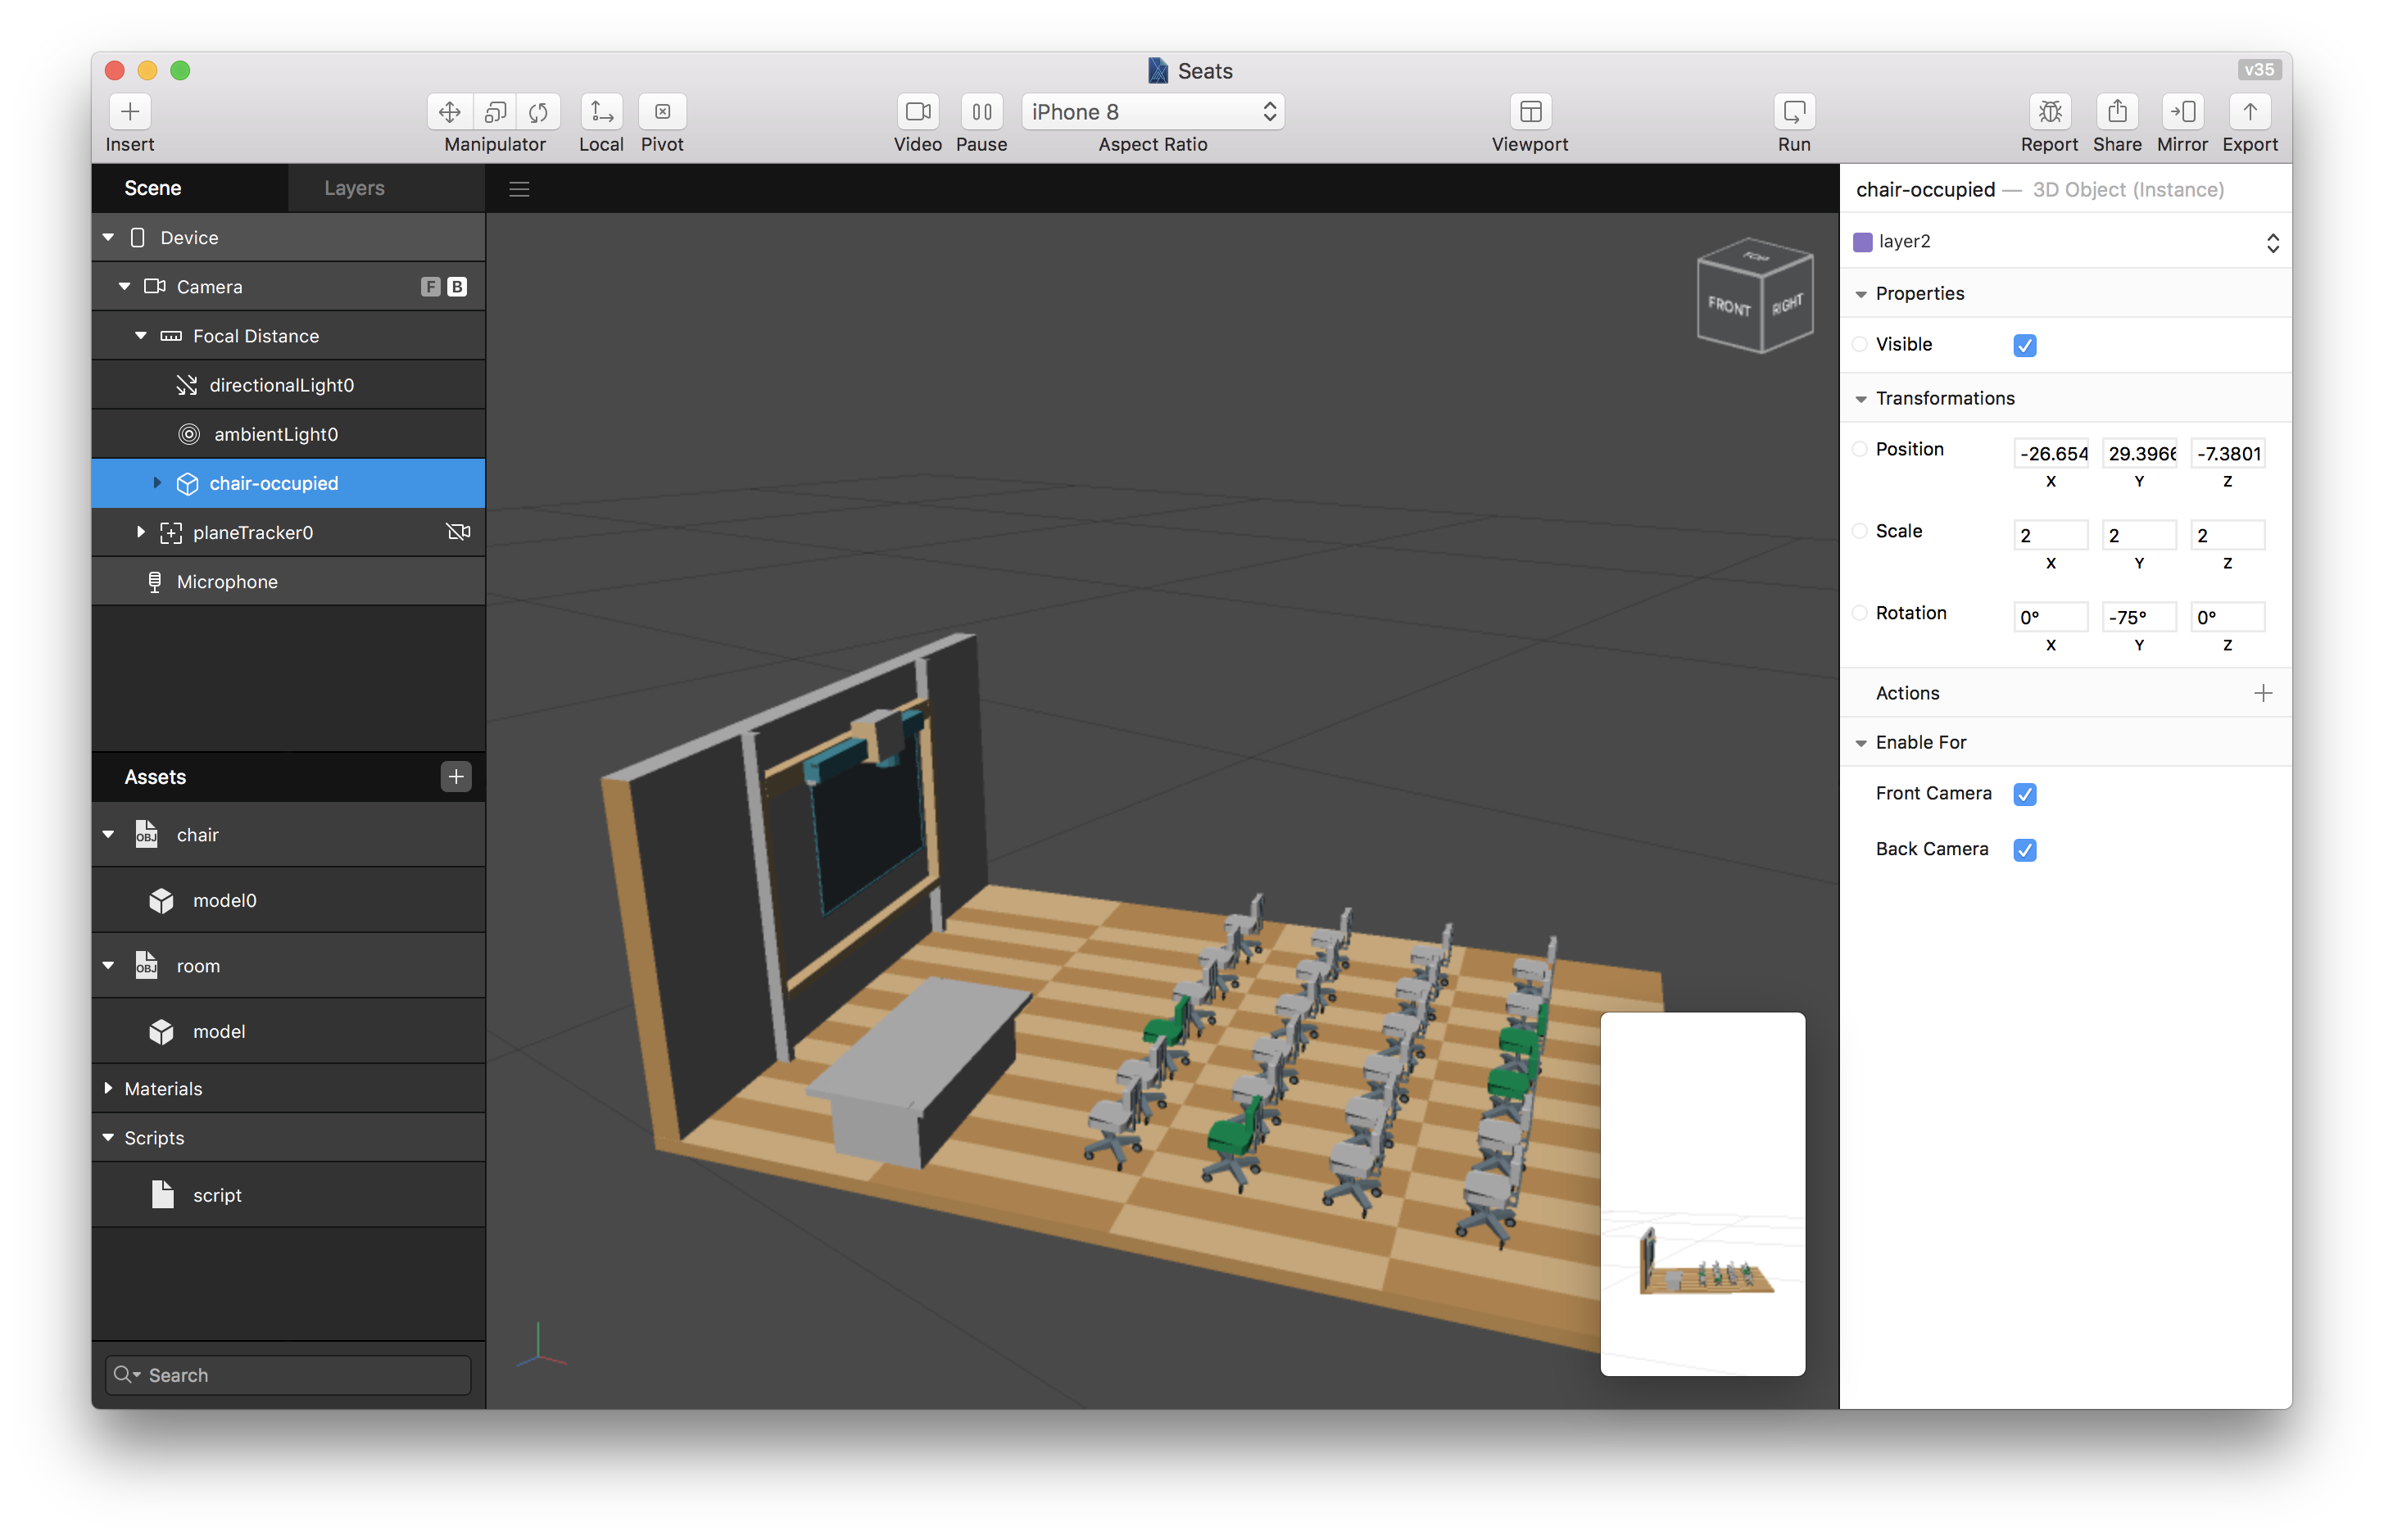 Seats
v35
Insert
Manipulator
Local
Pivot
Video
Pause
iPhone 8
Aspect Ratio
Viewport
Run
Report
Share
Mirror
Export
Scene
Layers
Device
Camera
F B
Focal Distance
directionalLight0
ambientLight0
chair-occupied
planeTracker0
Microphone
Assets
OBJ chair
model0
OBJ room
model
Materials
Scripts
script
Search
TOP
FRONT
RIGHT
chair-occupied — 3D Object (Instance)
layer2
Properties
Visible
Transformations
Position -26.654 29.3966 -7.3801
X Y Z
Scale 2 2 2
X Y Z
Rotation 0° -75° 0°
X Y Z
Actions
Enable For
Front Camera
Back Camera